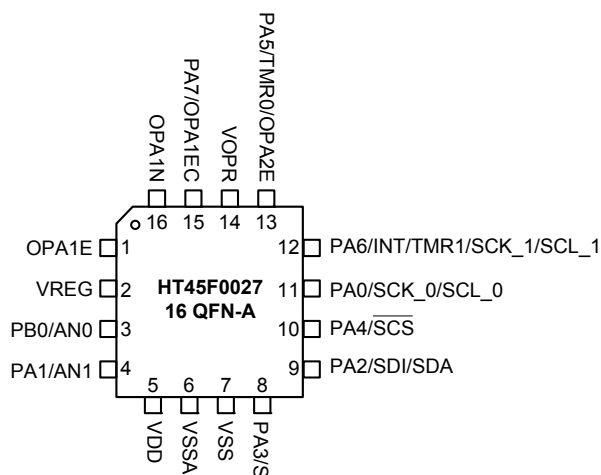 OPA1N
PA7/OPA1EC
VOPR
PA5/TMR0/OPA2E
16 15 14 13
OPA1E 1
VREG 2
PB0/AN0 3
PA1/AN1 4
HT45F0027
16 QFN-A
12 PA6/INT/TMR1/SCK_1/SCL_1
11 PA0/SCK_0/SCL_0
10 PA4/SCS
9 PA2/SDI/SDA
5 6 7 8
VDD
VSSA
VSS
PA3/S